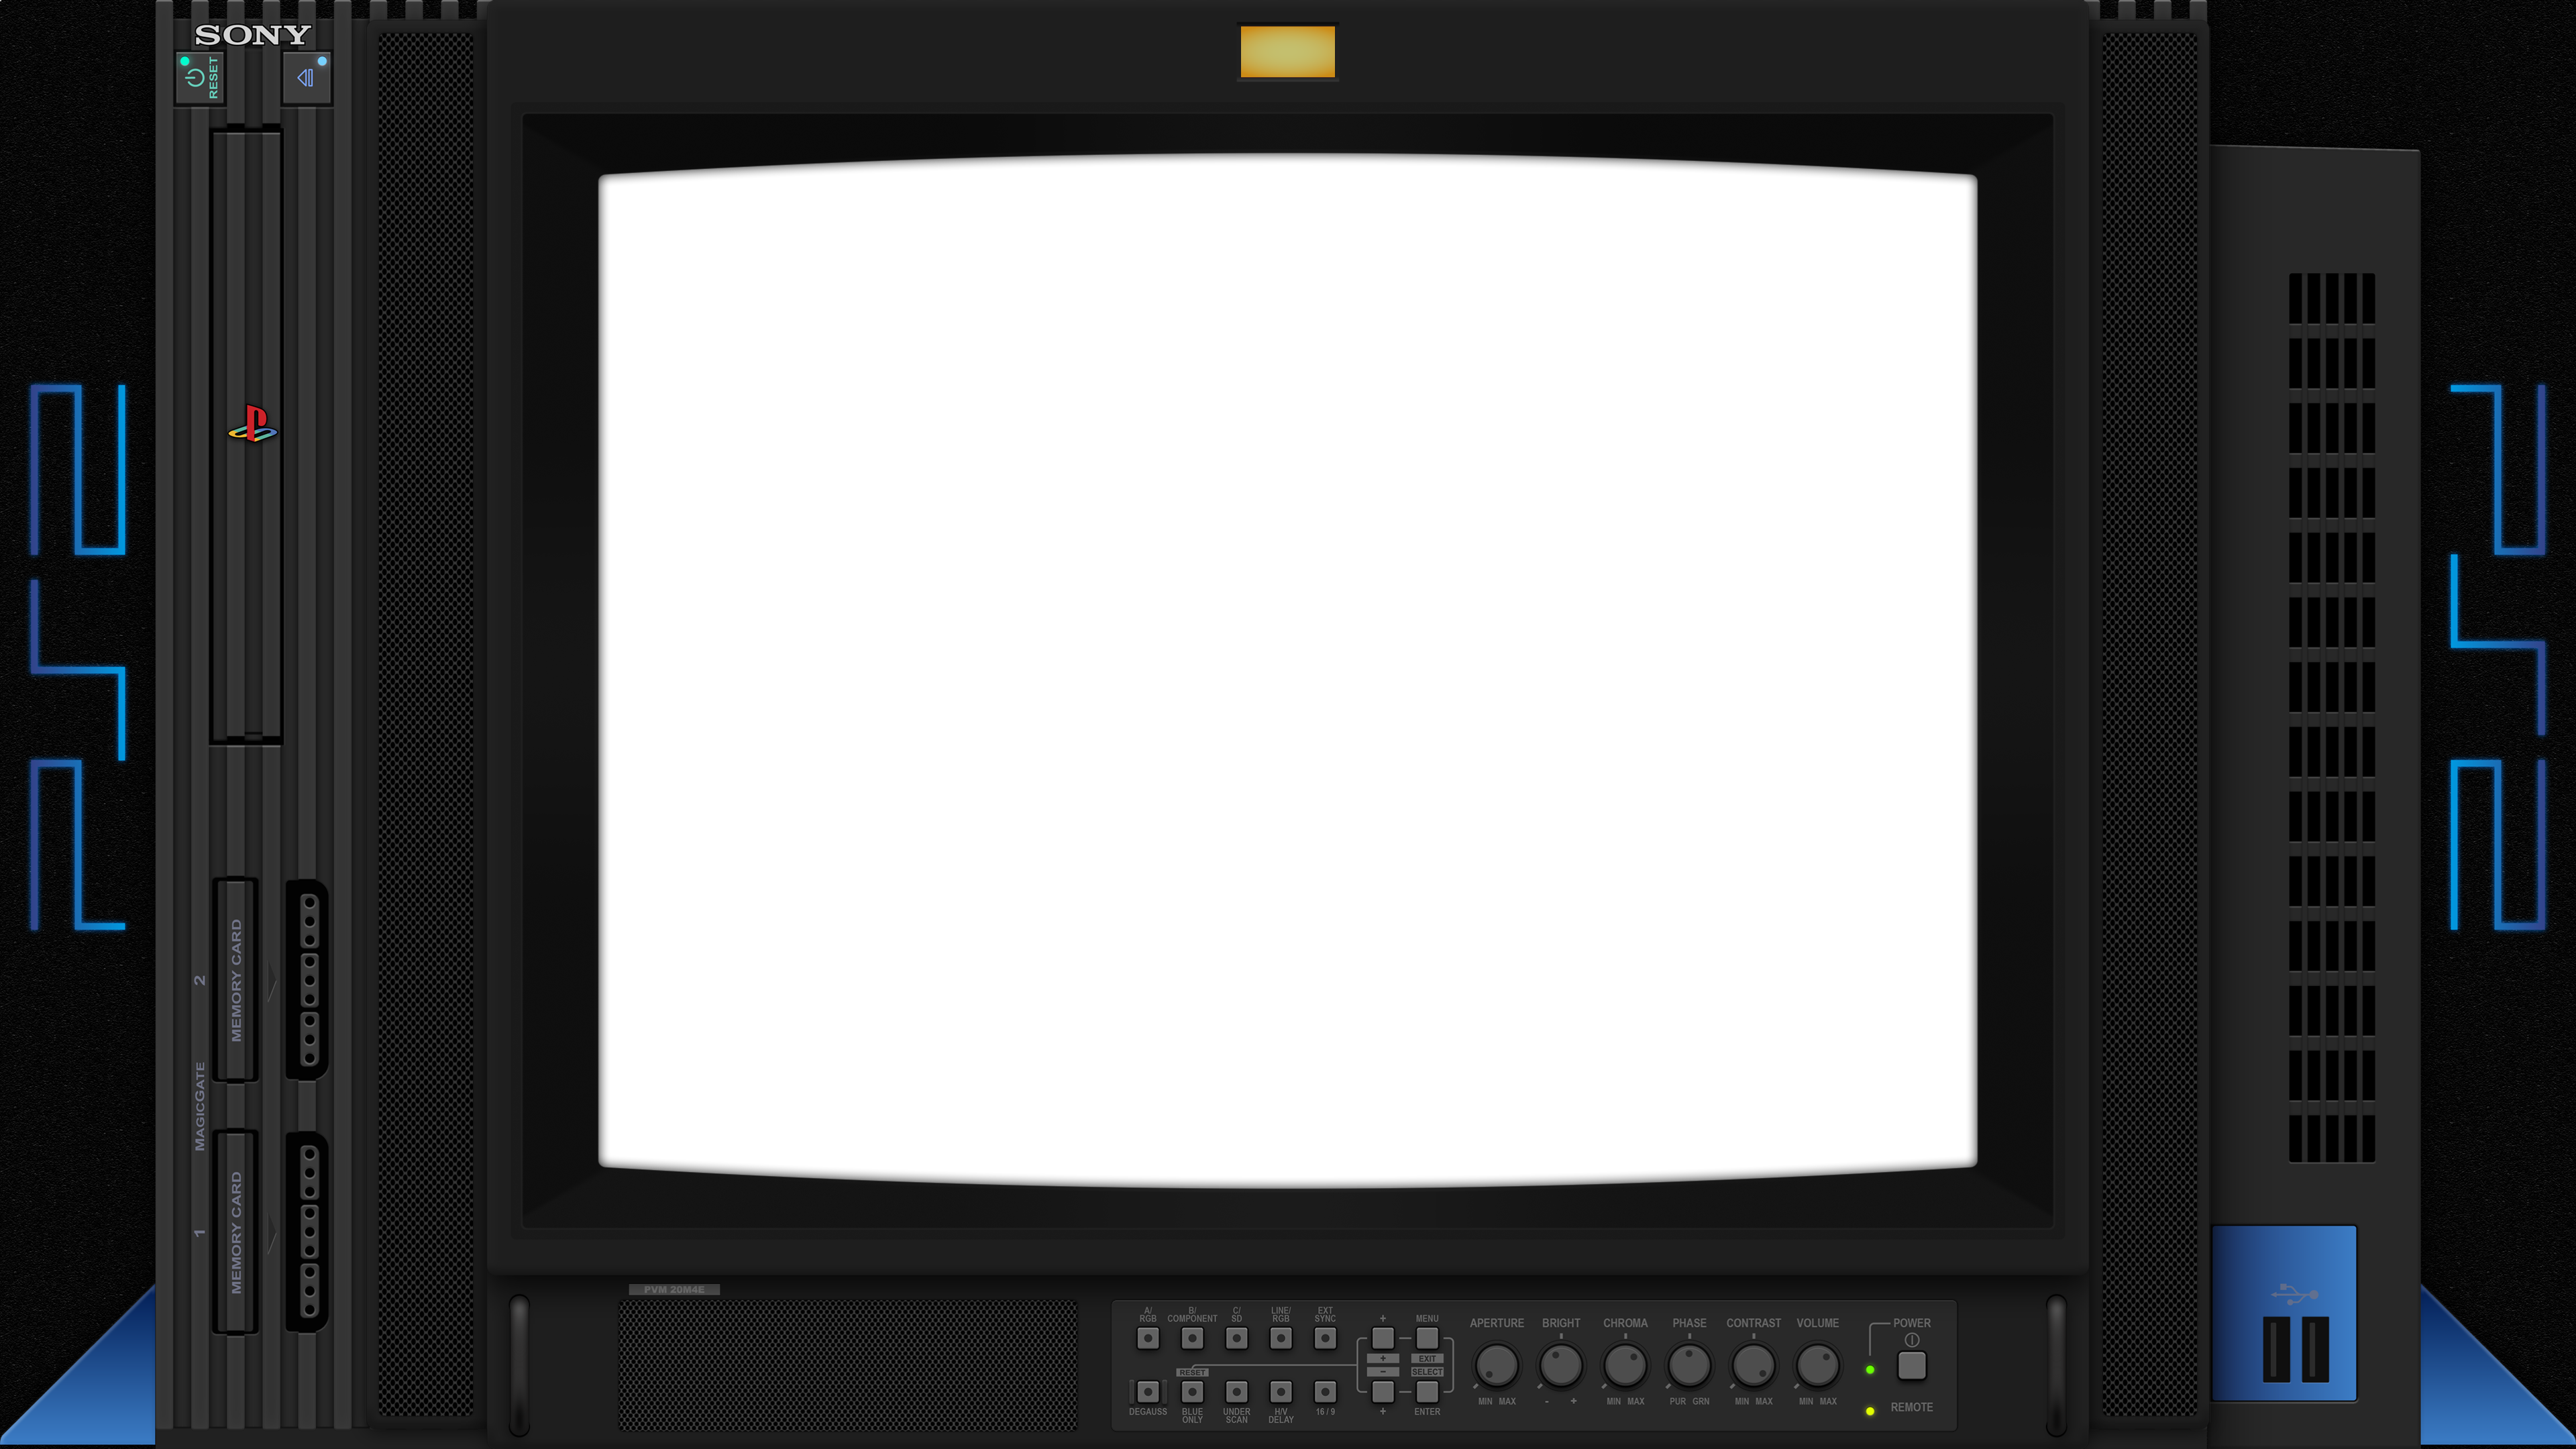 SONY
RESET
MEMORY CARD
2
MAGICGATE
MEMORY CARD
1
PVM 20M4E
A/
RGB
B/
COMPONENT
C/
SD
LINE/
RGB
EXT
SYNC
+
MENU
+
EXIT
RESET
−
SELECT
DEGAUSS
BLUE
ONLY
UNDER
SCAN
H/V
DELAY
16 / 9
+
ENTER
APERTURE
BRIGHT
CHROMA
PHASE
CONTRAST
VOLUME
MIN MAX
- +
MIN MAX
PUR GRN
MIN MAX
MIN MAX
POWER
REMOTE
PS2
PS2